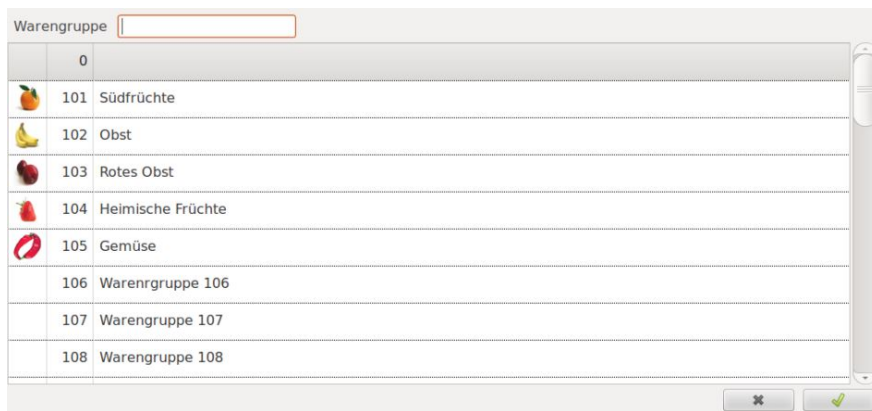 Warengruppe
0
101 Südfrüchte
102 Obst
103 Rotes Obst
104 Heimische Früchte
105 Gemüse
106 Warenrgruppe 106
107 Warengruppe 107
108 Warengruppe 108